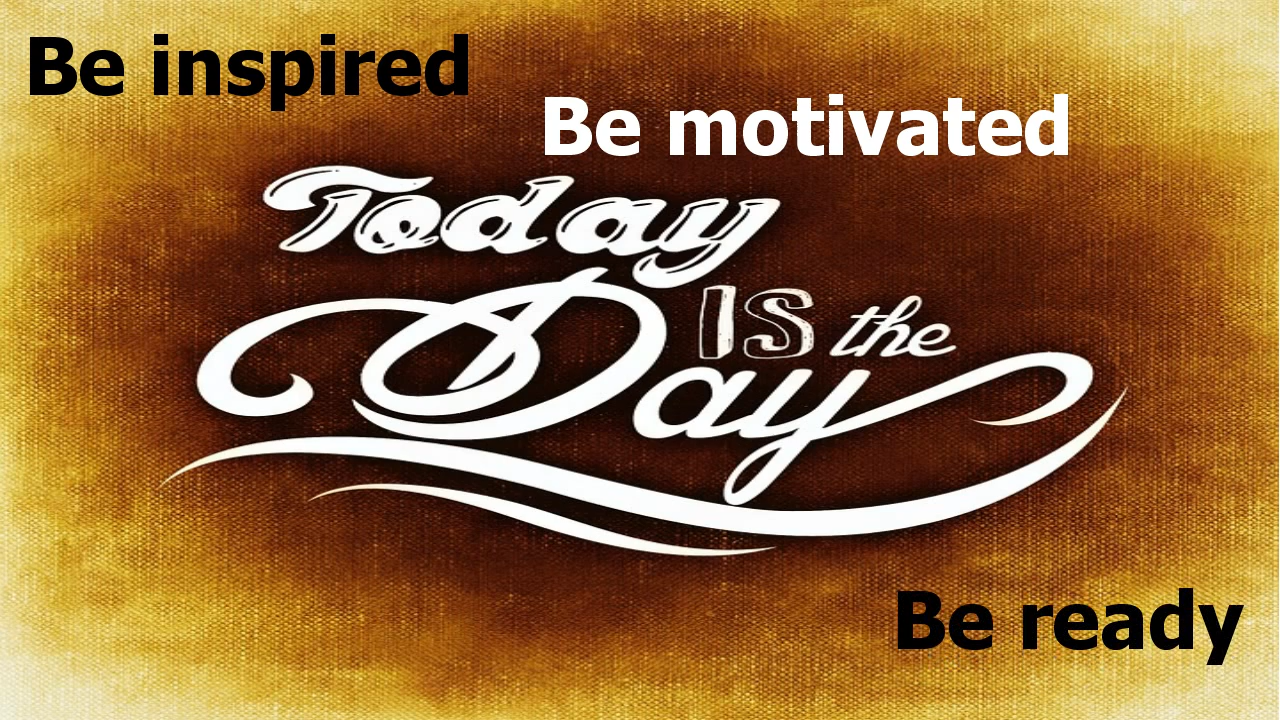 Be inspired
Be motivated
Today
IS the
Day
Be ready